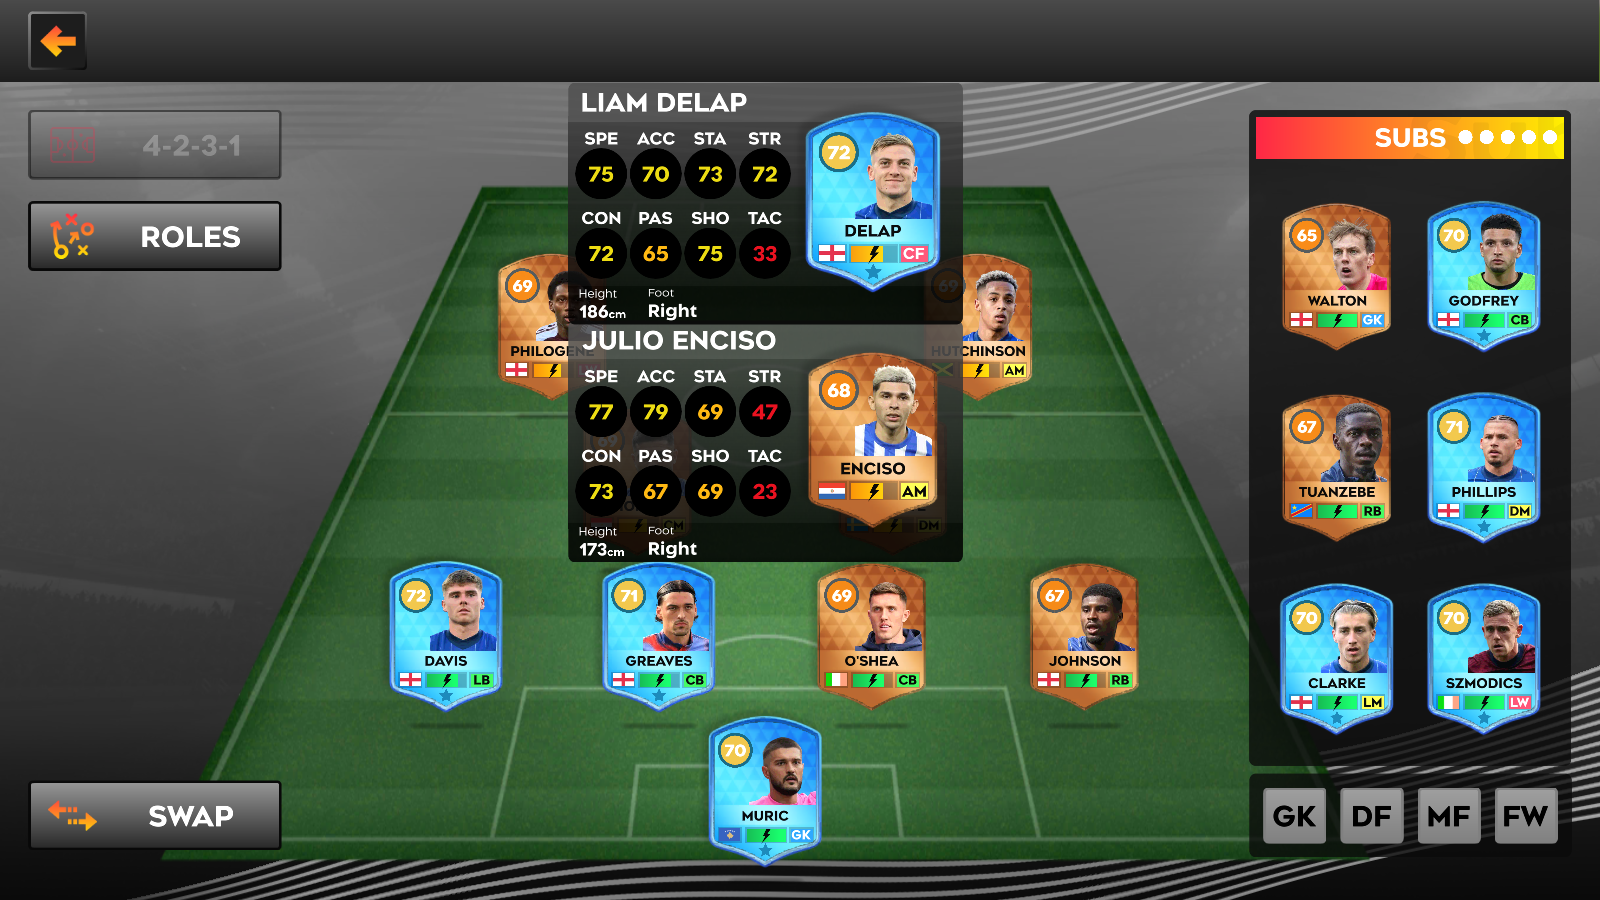 4-2-3-1
ROLES
SWAP
LIAM DELAP
SPE ACC STA STR
75 70 73 72
CON PAS SHO TAC
72 65 75 33
Height Foot
186cm Right
72
DELAP
CF
JULIO ENCISO
SPE ACC STA STR
77 79 69 47
CON PAS SHO TAC
73 67 69 23
Height Foot
173cm Right
68
ENCISO
AM
69
PHILOGENE
69
HUTCHINSON
AM
69
CM
DM
72
DAVIS
LB
71
GREAVES
CB
69
O'SHEA
CB
67
JOHNSON
RB
70
MURIC
GK
SUBS
65
WALTON
GK
70
GODFREY
CB
67
TUANZEBE
RB
71
PHILLIPS
DM
70
CLARKE
LM
70
SZMODICS
LW
GK DF MF FW